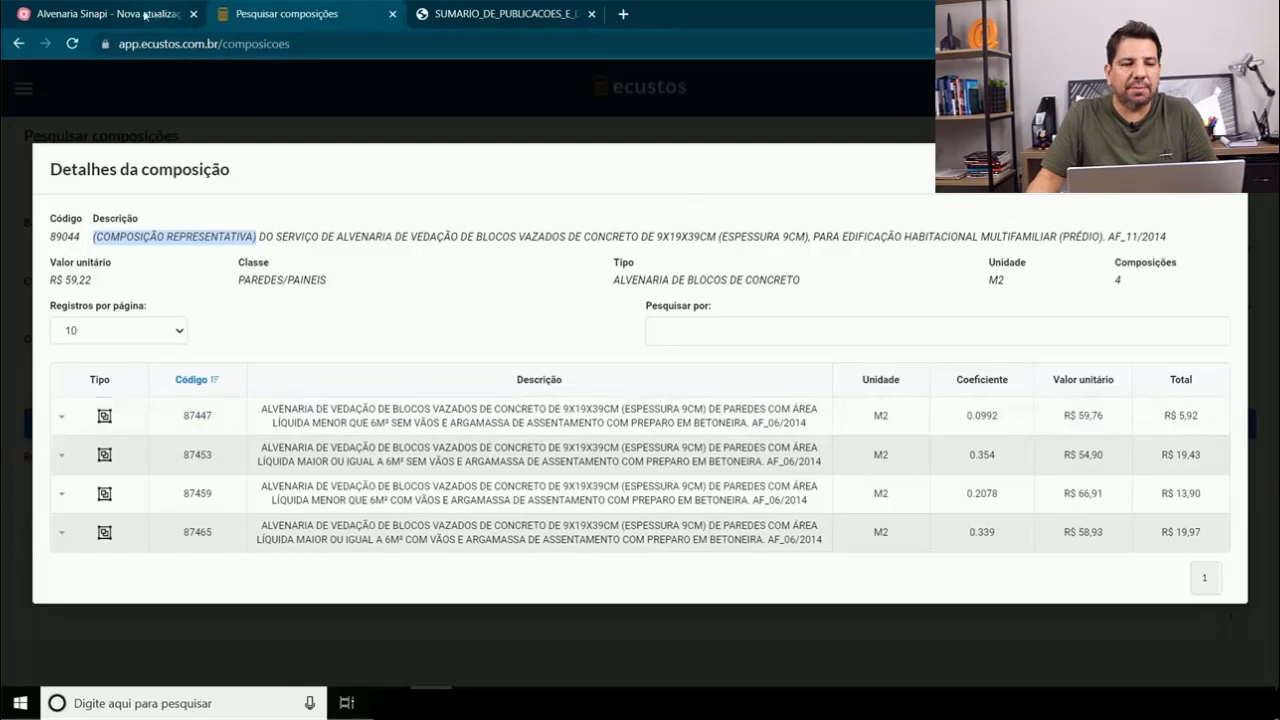 Alvenaria Sinapi - Nova atualizaç
Pesquisar composições
SUMARIO_DE_PUBLICACOES_E_D
app.ecustos.com.br/composicoes
ecustos
Pesquisar composições
Detalhes da composição
Código Descrição
89044 (COMPOSIÇÃO REPRESENTATIVA) DO SERVIÇO DE ALVENARIA DE VEDAÇÃO DE BLOCOS VAZADOS DE CONCRETO DE 9X19X39CM (ESPESSURA 9CM), PARA EDIFICAÇÃO HABITACIONAL MULTIFAMILIAR (PRÉDIO). AF_11/2014
Valor unitário Classe Tipo Unidade Composições
R$ 59,22 PAREDES/PAINEIS ALVENARIA DE BLOCOS DE CONCRETO M2 4
Registros por página: Pesquisar por:
10
Tipo Código Descrição Unidade Coeficiente Valor unitário Total
ALVENARIA DE VEDAÇÃO DE BLOCOS VAZADOS DE CONCRETO DE 9X19X39CM (ESPESSURA 9CM) DE PAREDES COM ÁREA
87447 LÍQUIDA MENOR QUE 6M² SEM VÃOS E ARGAMASSA DE ASSENTAMENTO COM PREPARO EM BETONEIRA. AF_06/2014 M2 0.0992 R$ 59,76 R$ 5,92
ALVENARIA DE VEDAÇÃO DE BLOCOS VAZADOS DE CONCRETO DE 9X19X39CM (ESPESSURA 9CM) DE PAREDES COM ÁREA
87453 LÍQUIDA MAIOR OU IGUAL A 6M² SEM VÃOS E ARGAMASSA DE ASSENTAMENTO COM PREPARO EM BETONEIRA. AF_06/2014 M2 0.354 R$ 54,90 R$ 19,43
ALVENARIA DE VEDAÇÃO DE BLOCOS VAZADOS DE CONCRETO DE 9X19X39CM (ESPESSURA 9CM) DE PAREDES COM ÁREA
87459 LÍQUIDA MENOR QUE 6M² COM VÃOS E ARGAMASSA DE ASSENTAMENTO COM PREPARO EM BETONEIRA. AF_06/2014 M2 0.2078 R$ 66,91 R$ 13,90
ALVENARIA DE VEDAÇÃO DE BLOCOS VAZADOS DE CONCRETO DE 9X19X39CM (ESPESSURA 9CM) DE PAREDES COM ÁREA
87465 LÍQUIDA MAIOR OU IGUAL A 6M² COM VÃOS E ARGAMASSA DE ASSENTAMENTO COM PREPARO EM BETONEIRA. AF_06/2014 M2 0.339 R$ 58,93 R$ 19,97
1
Digite aqui para pesquisar